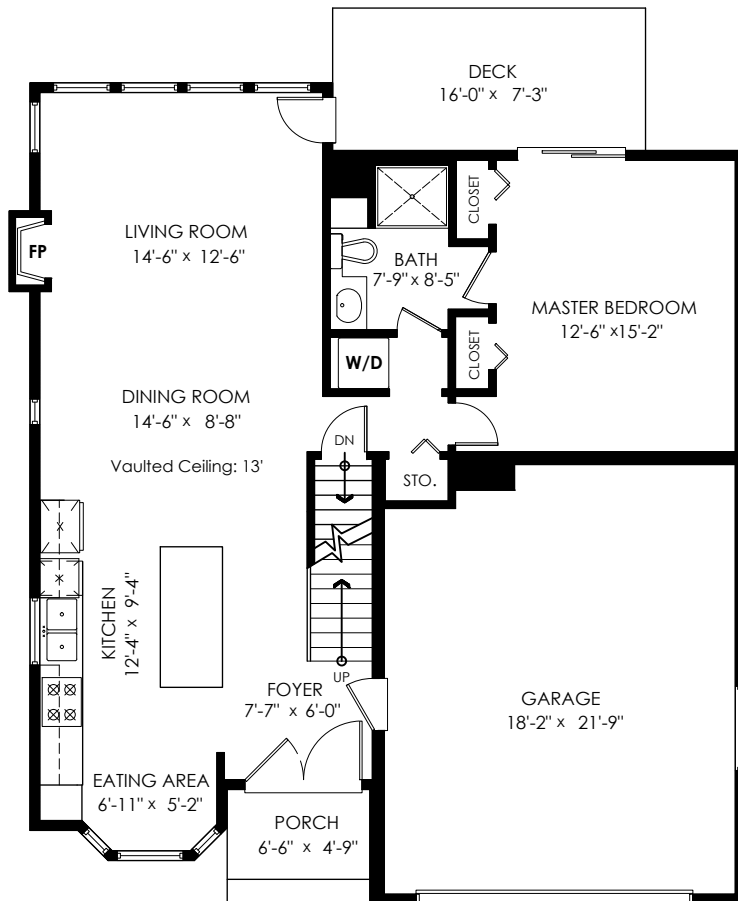 DECK
16'-0" x 7'-3"
CLOSET
LIVING ROOM
14'-6" x 12'-6"
FP
BATH
7'-9" x 8'-5"
MASTER BEDROOM
12'-6" x15'-2"
CLOSET
W/D
DINING ROOM
14'-6" x 8'-8"
Vaulted Ceiling: 13'
DN
STO.
KITCHEN
12'-4" x 9'-4"
UP
FOYER
7'-7" x 6'-0"
GARAGE
18'-2" x 21'-9"
EATING AREA
6'-11" x 5'-2"
PORCH
6'-6" x 4'-9"